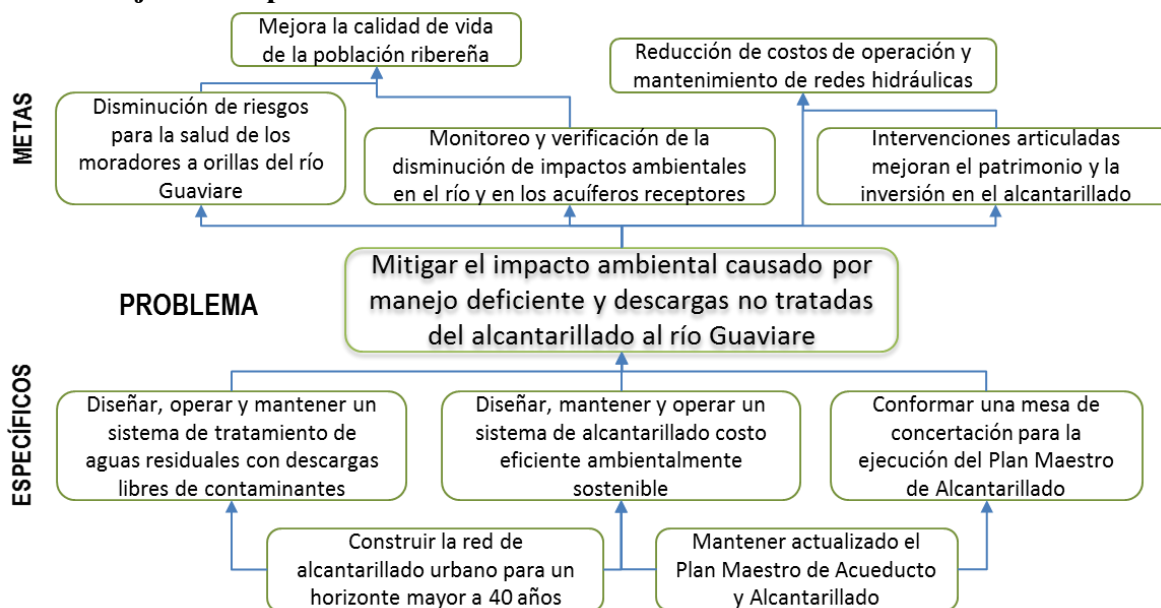 Mejora la calidad de vida
de la población ribereña
Reducción de costos de operación y
mantenimiento de redes hidráulicas
METAS
Disminución de riesgos
para la salud de los
moradores a orillas del río
Guaviare
Monitoreo y verificación de la
disminución de impactos ambientales
en el río y en los acuíferos receptores
Intervenciones articuladas
mejoran el patrimonio y la
inversión en el alcantarillado
PROBLEMA
Mitigar el impacto ambiental causado por
manejo deficiente y descargas no tratadas
del alcantarillado al río Guaviare
ESPECÍFICOS
Diseñar, operar y mantener un
sistema de tratamiento de
aguas residuales con descargas
libres de contaminantes
Diseñar, mantener y operar un
sistema de alcantarillado costo
eficiente ambientalmente
sostenible
Conformar una mesa de
concertación para la
ejecución del Plan Maestro
de Alcantarillado
Construir la red de
alcantarillado urbano para un
horizonte mayor a 40 años
Mantener actualizado el
Plan Maestro de Acueducto
y Alcantarillado